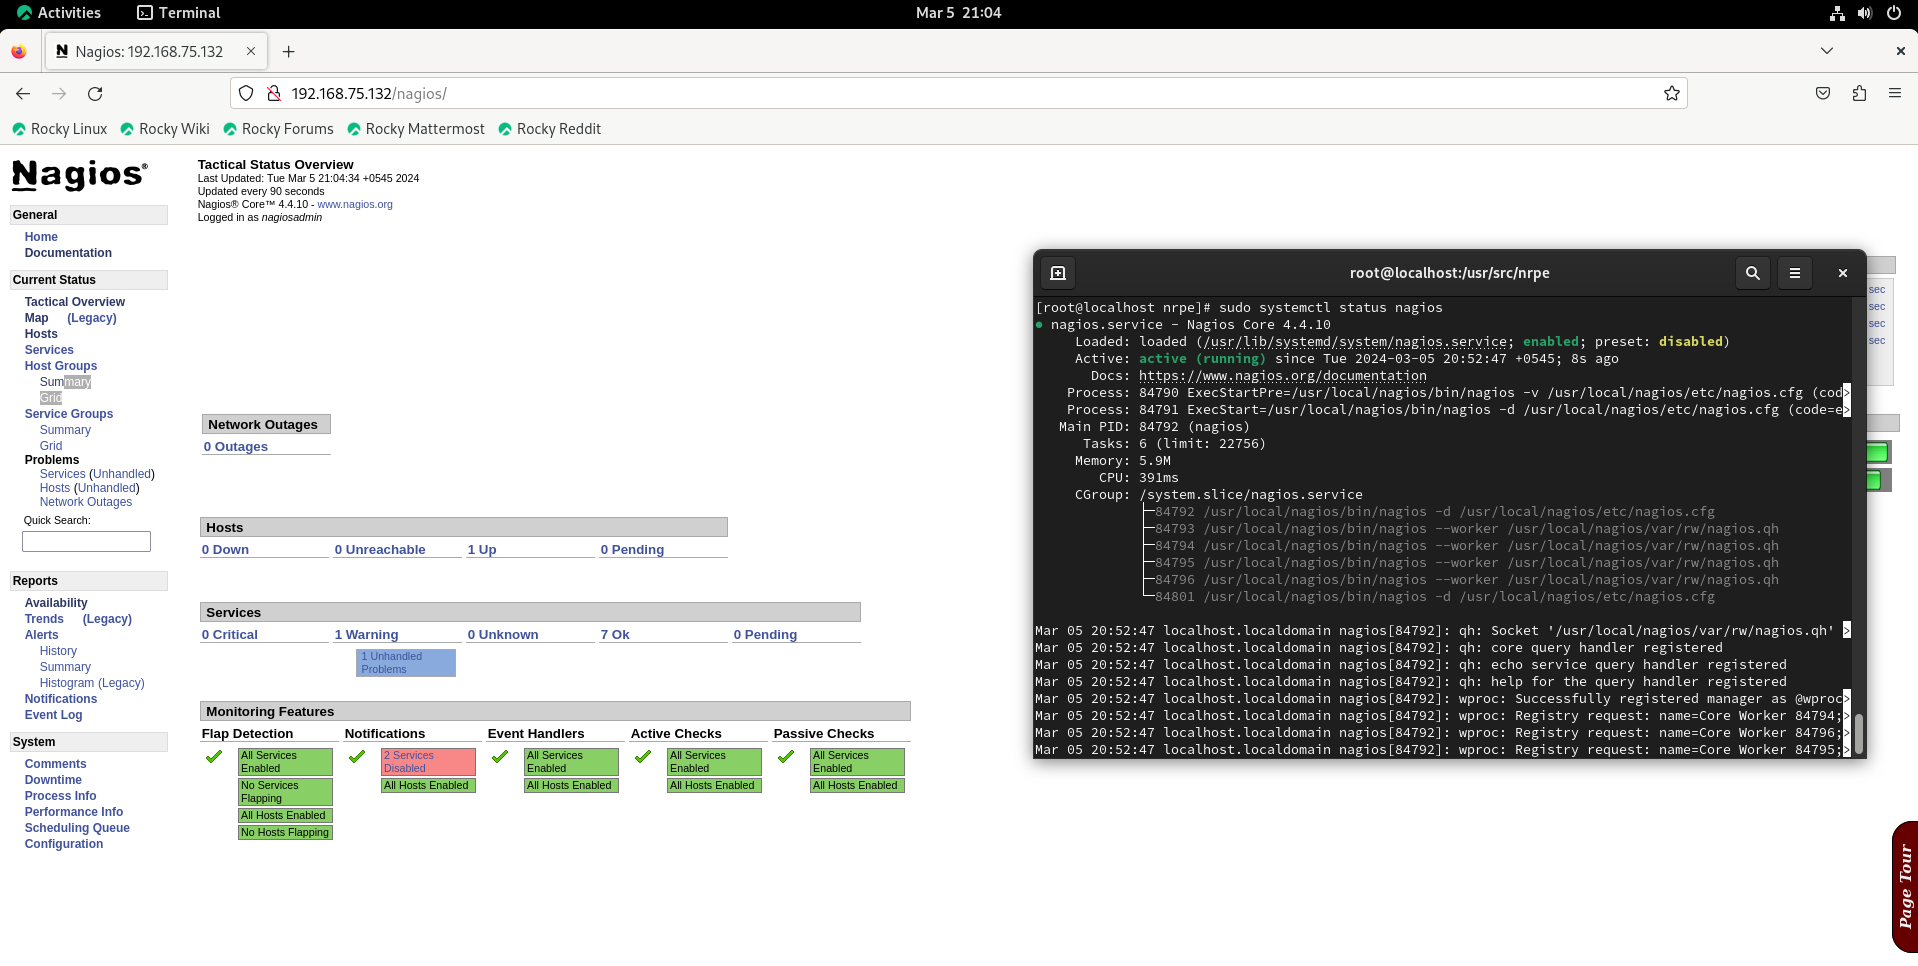 Activities
Terminal
Mar 5 21:04
Nagios: 192.168.75.132
192.168.75.132/nagios/
Rocky Linux
Rocky Wiki
Rocky Forums
Rocky Mattermost
Rocky Reddit
Nagios®
General
Home
Documentation
Current Status
Tactical Overview
Map (Legacy)
Hosts
Services
Host Groups
Summary
Grid
Service Groups
Summary
Grid
Problems
Services (Unhandled)
Hosts (Unhandled)
Network Outages
Quick Search:
Reports
Availability
Trends (Legacy)
Alerts
History
Summary
Histogram (Legacy)
Notifications
Event Log
System
Comments
Downtime
Process Info
Performance Info
Scheduling Queue
Configuration
Tactical Status Overview
Last Updated: Tue Mar 5 21:04:34 +0545 2024
Updated every 90 seconds
Nagios® Core™ 4.4.10 - www.nagios.org
Logged in as nagiosadmin
Network Outages
0 Outages
Hosts
0 Down 0 Unreachable 1 Up 0 Pending
Services
0 Critical 1 Warning 0 Unknown 7 Ok 0 Pending
1 Unhandled
Problems
Monitoring Features
Flap Detection
All Services
Enabled
No Services
Flapping
All Hosts Enabled
No Hosts Flapping
Notifications
2 Services
Disabled
All Hosts Enabled
Event Handlers
All Services
Enabled
All Hosts Enabled
Active Checks
All Services
Enabled
All Hosts Enabled
Passive Checks
All Services
Enabled
All Hosts Enabled
sec
sec
sec
sec
root@localhost:/usr/src/nrpe
[root@localhost nrpe]# sudo systemctl status nagios
● nagios.service - Nagios Core 4.4.10
Loaded: loaded (/usr/lib/systemd/system/nagios.service; enabled; preset: disabled)
Active: active (running) since Tue 2024-03-05 20:52:47 +0545; 8s ago
Docs: https://www.nagios.org/documentation
Process: 84790 ExecStartPre=/usr/local/nagios/bin/nagios -v /usr/local/nagios/etc/nagios.cfg (cod>
Process: 84791 ExecStart=/usr/local/nagios/bin/nagios -d /usr/local/nagios/etc/nagios.cfg (code=e>
Main PID: 84792 (nagios)
Tasks: 6 (limit: 22756)
Memory: 5.9M
CPU: 391ms
CGroup: /system.slice/nagios.service
├─84792 /usr/local/nagios/bin/nagios -d /usr/local/nagios/etc/nagios.cfg
├─84793 /usr/local/nagios/bin/nagios --worker /usr/local/nagios/var/rw/nagios.qh
├─84794 /usr/local/nagios/bin/nagios --worker /usr/local/nagios/var/rw/nagios.qh
├─84795 /usr/local/nagios/bin/nagios --worker /usr/local/nagios/var/rw/nagios.qh
├─84796 /usr/local/nagios/bin/nagios --worker /usr/local/nagios/var/rw/nagios.qh
└─84801 /usr/local/nagios/bin/nagios -d /usr/local/nagios/etc/nagios.cfg
Mar 05 20:52:47 localhost.localdomain nagios[84792]: qh: Socket '/usr/local/nagios/var/rw/nagios.qh' >
Mar 05 20:52:47 localhost.localdomain nagios[84792]: qh: core query handler registered
Mar 05 20:52:47 localhost.localdomain nagios[84792]: qh: echo service query handler registered
Mar 05 20:52:47 localhost.localdomain nagios[84792]: qh: help for the query handler registered
Mar 05 20:52:47 localhost.localdomain nagios[84792]: wproc: Successfully registered manager as @wproc>
Mar 05 20:52:47 localhost.localdomain nagios[84792]: wproc: Registry request: name=Core Worker 84794;>
Mar 05 20:52:47 localhost.localdomain nagios[84792]: wproc: Registry request: name=Core Worker 84796;>
Mar 05 20:52:47 localhost.localdomain nagios[84792]: wproc: Registry request: name=Core Worker 84795;>
Page Tour